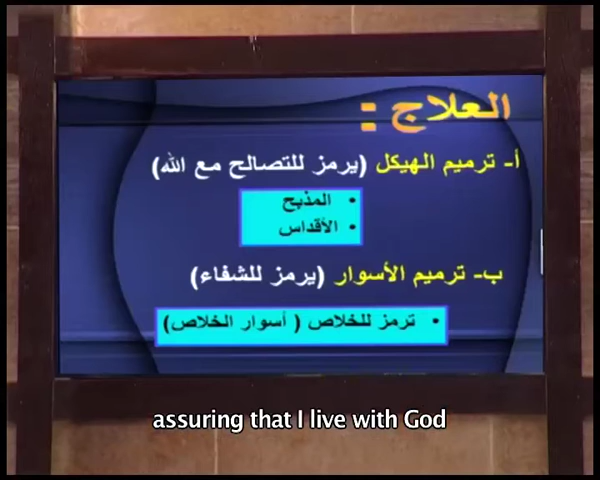 العلاج :
أ- ترميم الهيكل (يرمز للتصالح مع الله)
• المذبح
• الأقداس
ب- ترميم الأسوار (يرمز للشفاء)
• ترمز للخلاص ( أسوار الخلاص)
assuring that I live with God